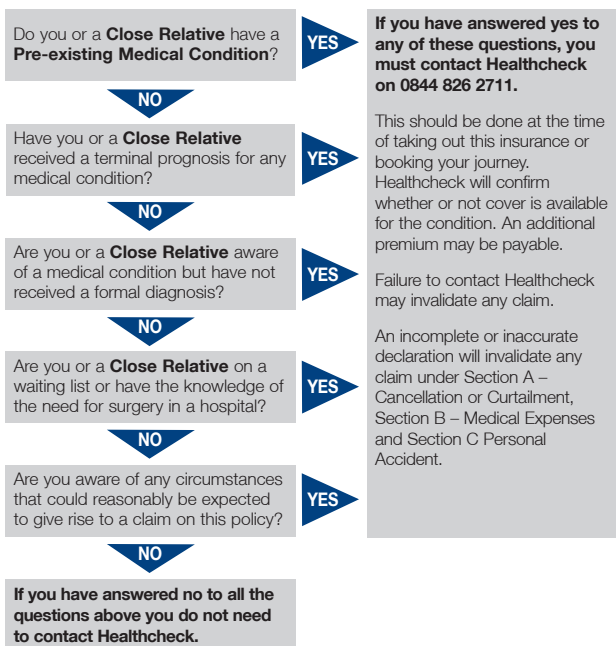 Do you or a Close Relative have a
Pre-existing Medical Condition?
YES
NO
Have you or a Close Relative
received a terminal prognosis for any
medical condition?
YES
NO
Are you or a Close Relative aware
of a medical condition but have not
received a formal diagnosis?
YES
NO
Are you or a Close Relative on a
waiting list or have the knowledge of
the need for surgery in a hospital?
YES
NO
Are you aware of any circumstances
that could reasonably be expected
to give rise to a claim on this policy?
YES
NO
If you have answered no to all the
questions above you do not need
to contact Healthcheck.
If you have answered yes to
any of these questions, you
must contact Healthcheck
on 0844 826 2711.
This should be done at the time
of taking out this insurance or
booking your journey.
Healthcheck will confirm
whether or not cover is available
for the condition. An additional
premium may be payable.
Failure to contact Healthcheck
may invalidate any claim.
An incomplete or inaccurate
declaration will invalidate any
claim under Section A –
Cancellation or Curtailment,
Section B – Medical Expenses
and Section C Personal
Accident.